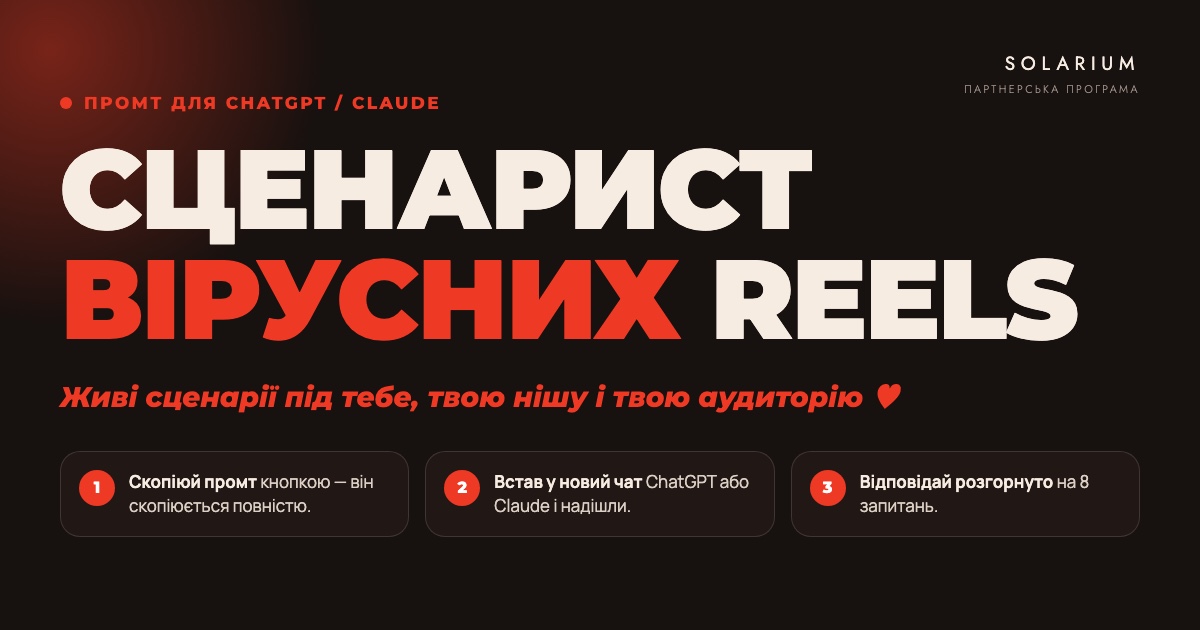 SOLARIUM
ПАРТНЕРСЬКА ПРОГРАМА
ПРОМТ ДЛЯ CHATGPT / CLAUDE
СЦЕНАРИСТ
ВІРУСНИХ REELS
Живі сценарії під тебе, твою нішу і твою аудиторію ♥
1 Скопіюй промт кнопкою — він
скопіюється повністю.
2 Встав у новий чат ChatGPT або
Claude і надішли.
3 Відповідай розгорнуто на 8
запитань.